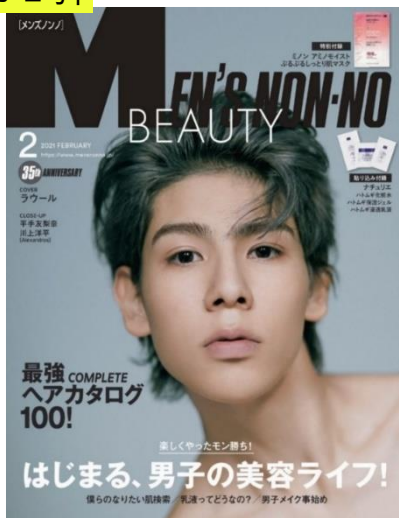 [メンズノンノ]
MEN'S NON-NO
BEAUTY
特別付録
ミノン アミノモイスト
ぷるぷるしっとり肌マスク
2
2021 FEBRUARY
35th ANNIVERSARY
COVER
ラウール
CLOSE-UP
平手友梨奈
川上洋平
[Alexandros]
貼り込み付録
ナチュリエ
ハトムギ化粧水
ハトムギ保湿ジェル
ハトムギ浸透乳液
最強 COMPLETE
ヘアカタログ
100!
楽しくやったモン勝ち!
はじまる、男子の美容ライフ!
僕らのなりたい肌検索/乳液ってどうなの?/男子メイク事始め